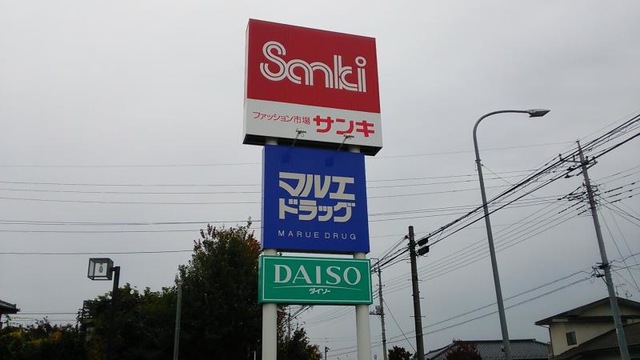 Sanki
ファッション市場 サンキ
マルエ
ドラッグ
MARUE DRUG
DAISO
ダイソー